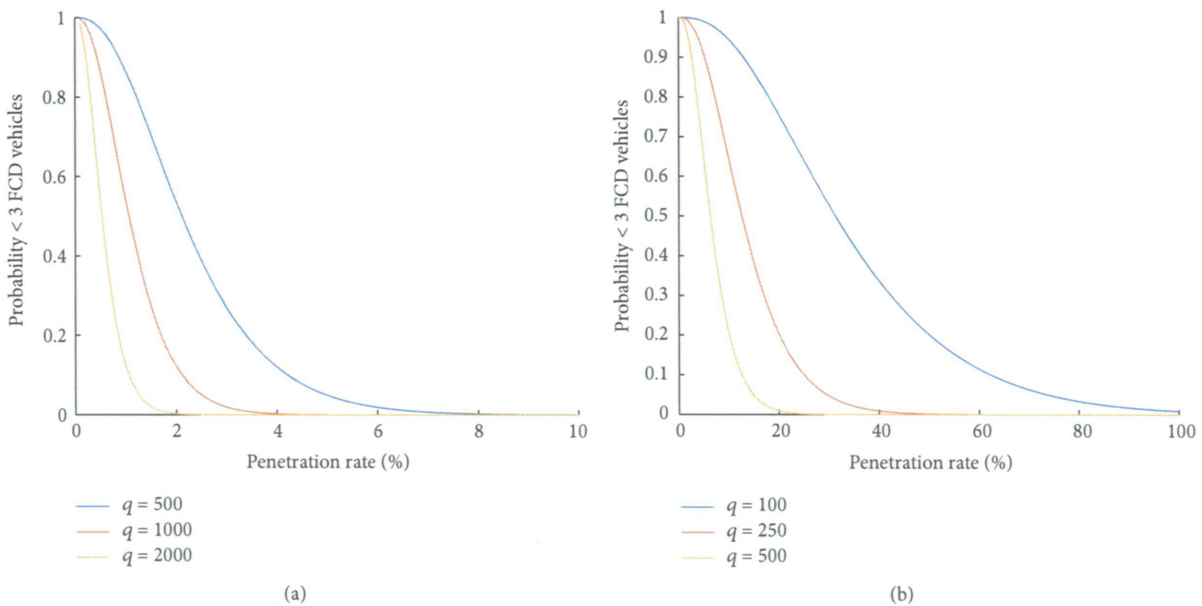 Probability < 3 FCD vehicles
1
0.8
0.6
0.4
0.2
0
0 2 4 6 8 10
Penetration rate (%)
q = 500
q = 1000
q = 2000
(a)
Probability < 3 FCD vehicles
1
0.9
0.8
0.7
0.6
0.5
0.4
0.3
0.2
0.1
0
0 20 40 60 80 100
Penetration rate (%)
q = 100
q = 250
q = 500
(b)